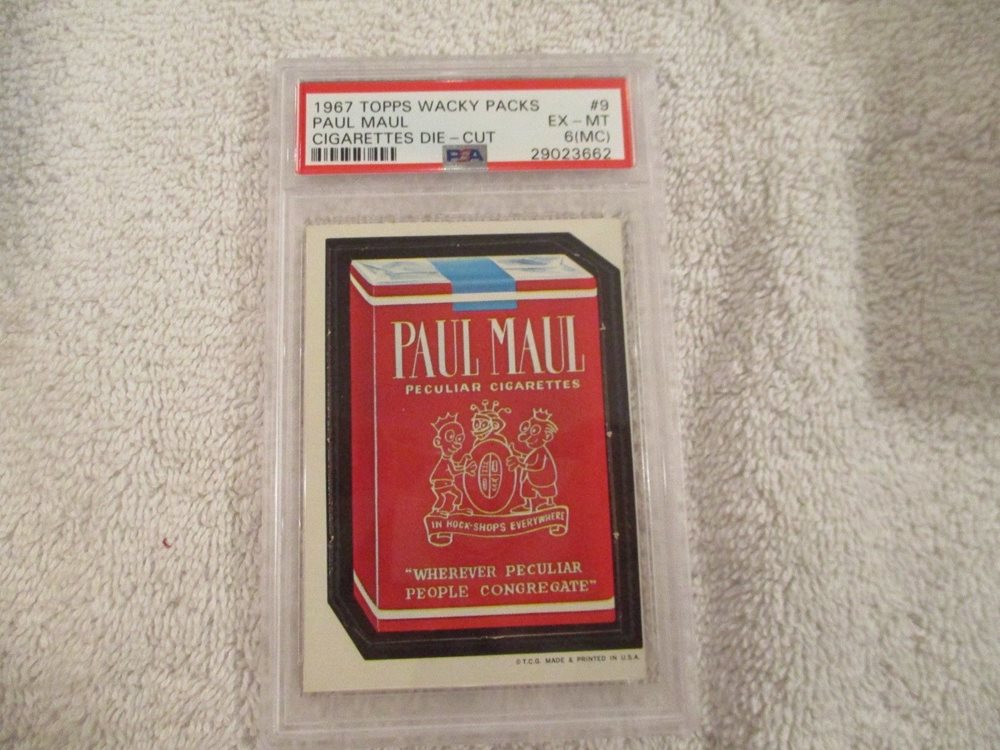 1967 TOPPS WACKY PACKS #9
PAUL MAUL EX - MT
CIGARETTES DIE - CUT 6(MC)
PSA 29023662
PAUL MAUL
PECULIAR CIGARETTES
IN HOCK-SHOPS EVERYWHERE
"WHEREVER PECULIAR
PEOPLE CONGREGATE"
©T.C.G. MADE & PRINTED IN U.S.A.